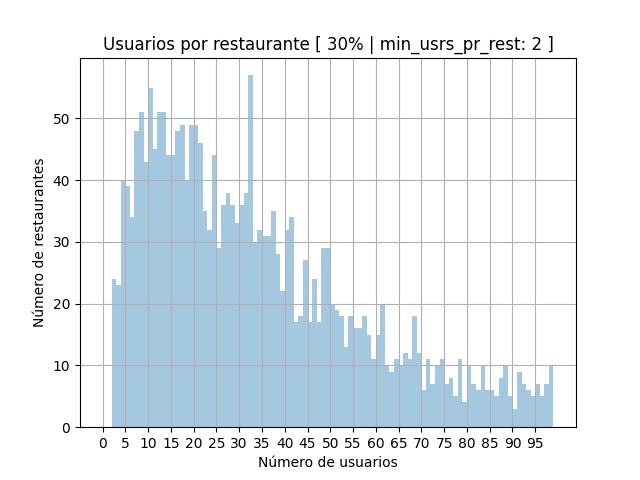 Usuarios por restaurante [ 30% | min_usrs_pr_rest: 2 ]
Número de restaurantes
50
40
30
20
10
0
0 5 10 15 20 25 30 35 40 45 50 55 60 65 70 75 80 85 90 95
Número de usuarios